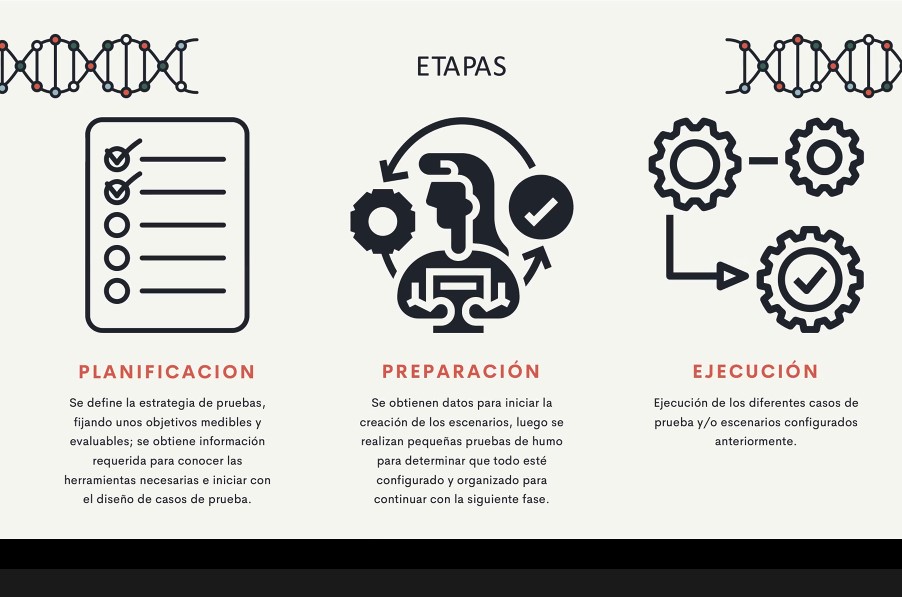 ETAPAS
PLANIFICACION
Se define la estrategia de pruebas,
fijando unos objetivos medibles y
evaluables; se obtiene información
requerida para conocer las
herramientas necesarias e iniciar con
el diseño de casos de prueba.
PREPARACIÓN
Se obtienen datos para iniciar la
creación de los escenarios, luego se
realizan pequeñas pruebas de humo
para determinar que todo esté
configurado y organizado para
continuar con la siguiente fase.
EJECUCIÓN
Ejecución de los diferentes casos de
prueba y/o escenarios configurados
anteriormente.